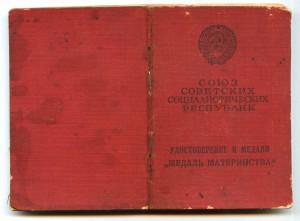 СОЮЗ
СОВЕТСКИХ
СОЦИАЛИСТИЧЕСКИХ
РЕСПУБЛИК
УДОСТОВЕРЕНИЕ К МЕДАЛИ
„МЕДАЛЬ МАТЕРИНСТВА"